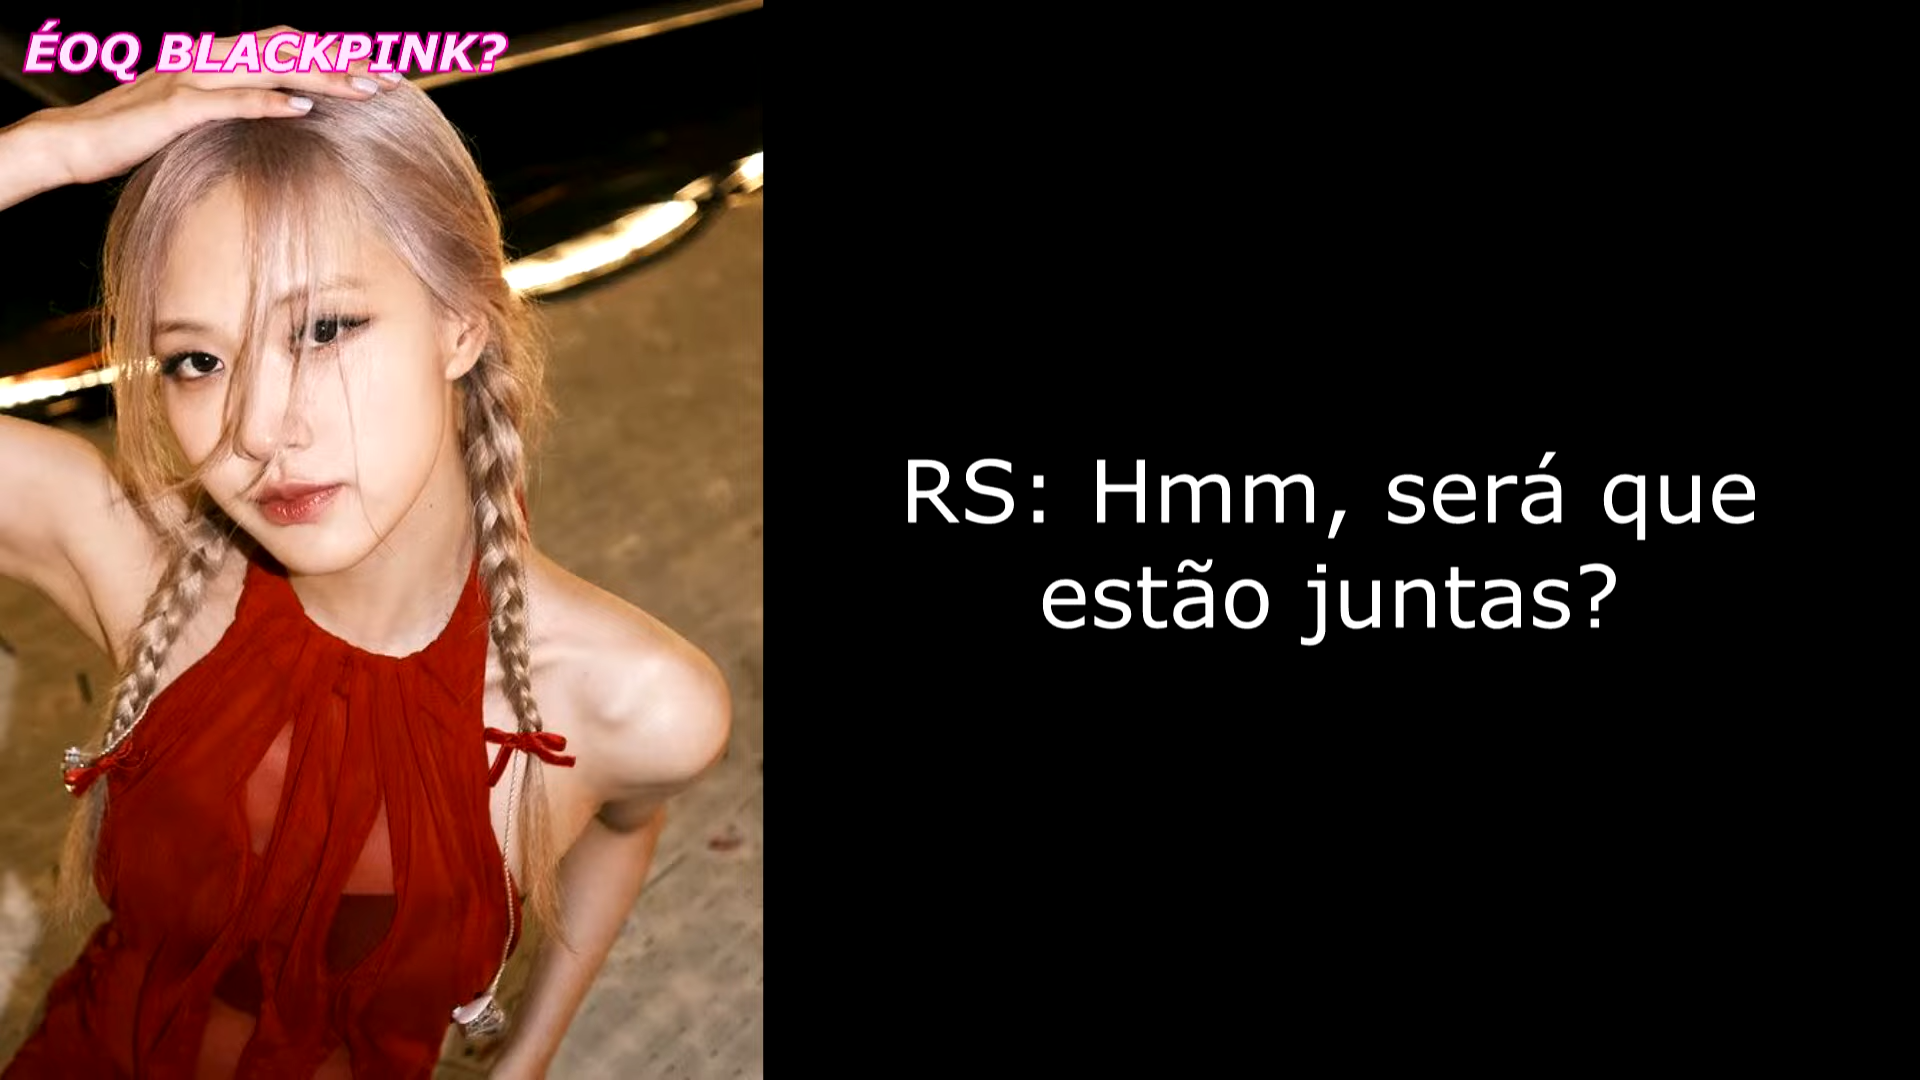 ÉOQ BLACKPINK?
RS: Hmm, será que
estão juntas?